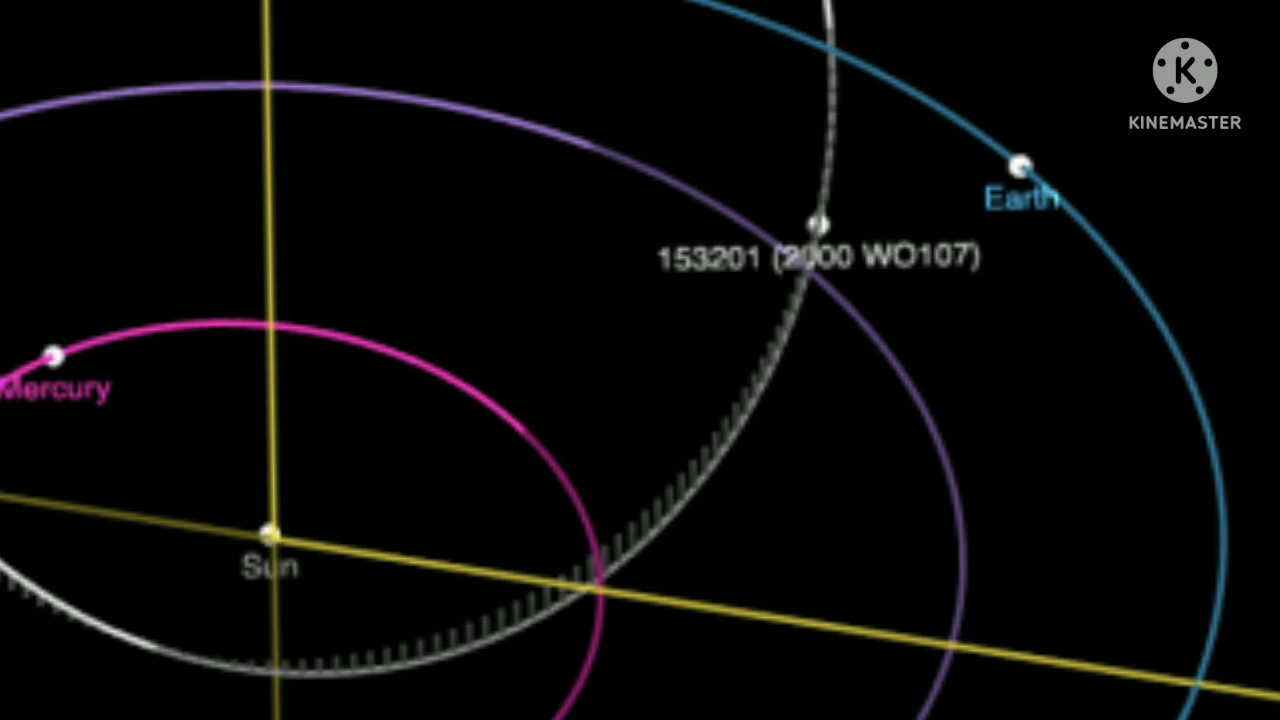 K
KINEMASTER
Earth
153201 (2000 WO107)
Mercury
Sun